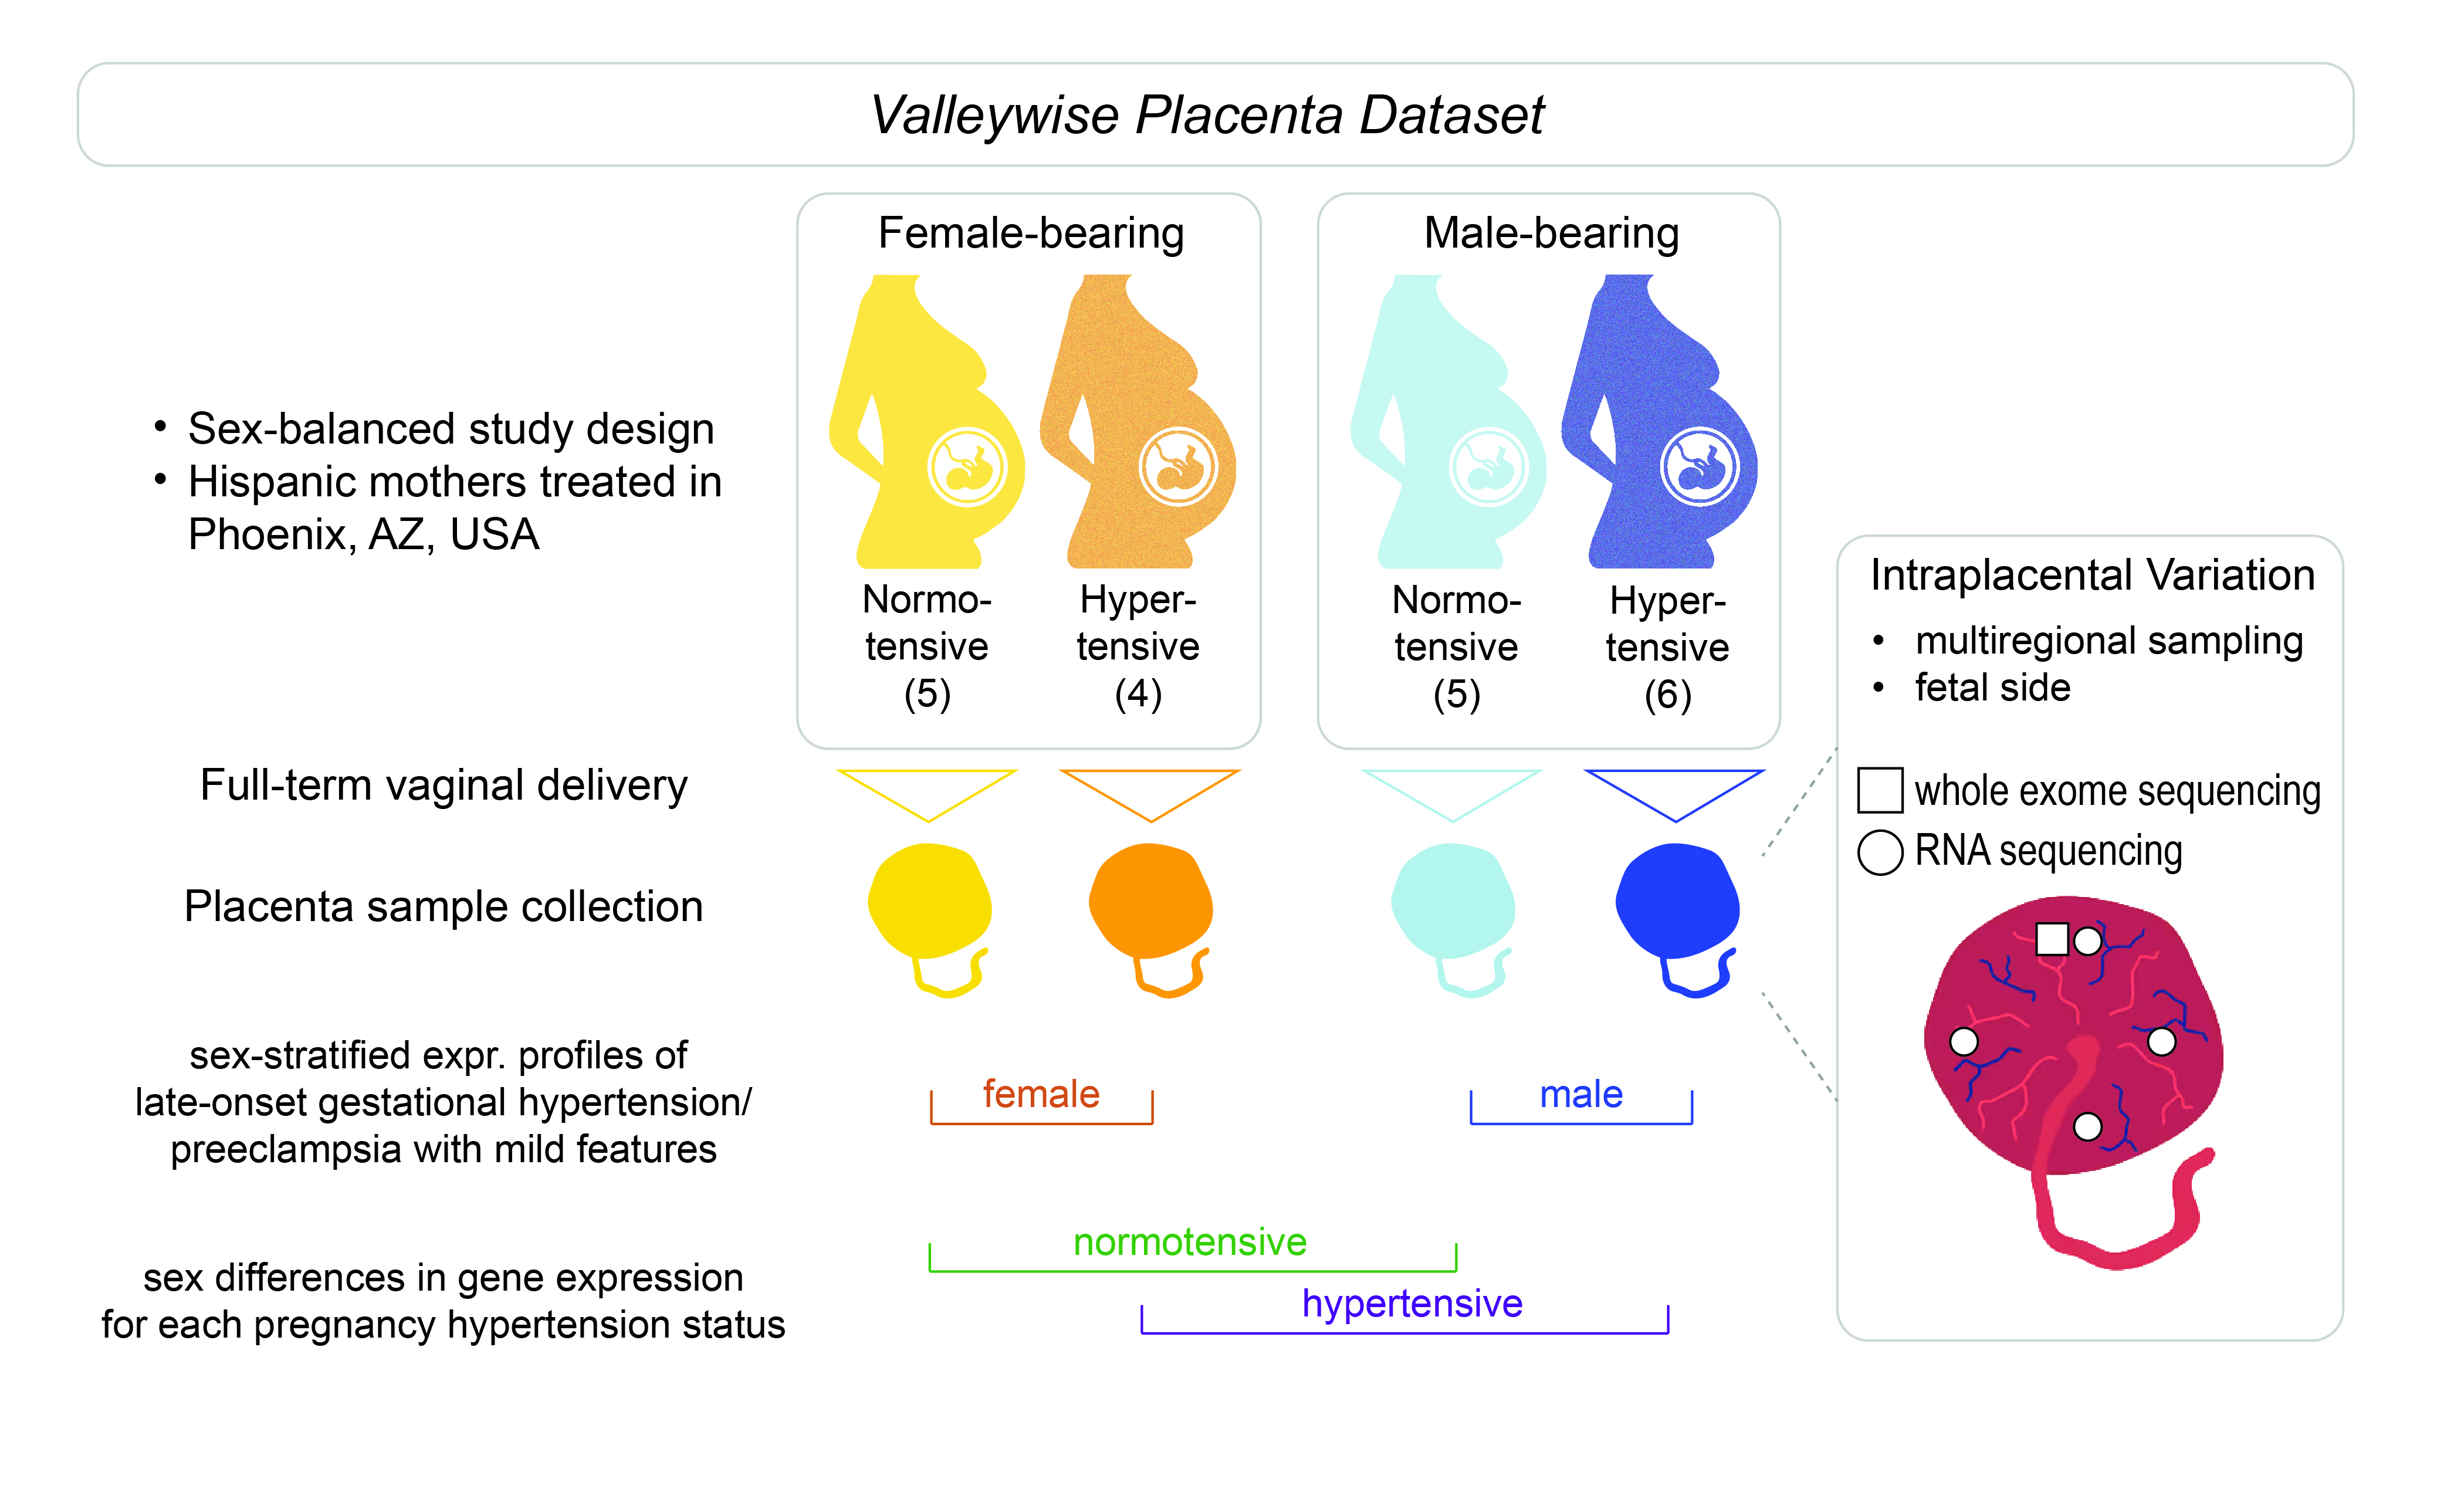 Valleywise Placenta Dataset
Female-bearing
Male-bearing
• Sex-balanced study design
• Hispanic mothers treated in
Phoenix, AZ, USA
Normo-
tensive
(5)
Hyper-
tensive
(4)
Normo-
tensive
(5)
Hyper-
tensive
(6)
Intraplacental Variation
• multiregional sampling
• fetal side
whole exome sequencing
RNA sequencing
Full-term vaginal delivery
Placenta sample collection
sex-stratified expr. profiles of
late-onset gestational hypertension/
preeclampsia with mild features
female
male
sex differences in gene expression
for each pregnancy hypertension status
normotensive
hypertensive